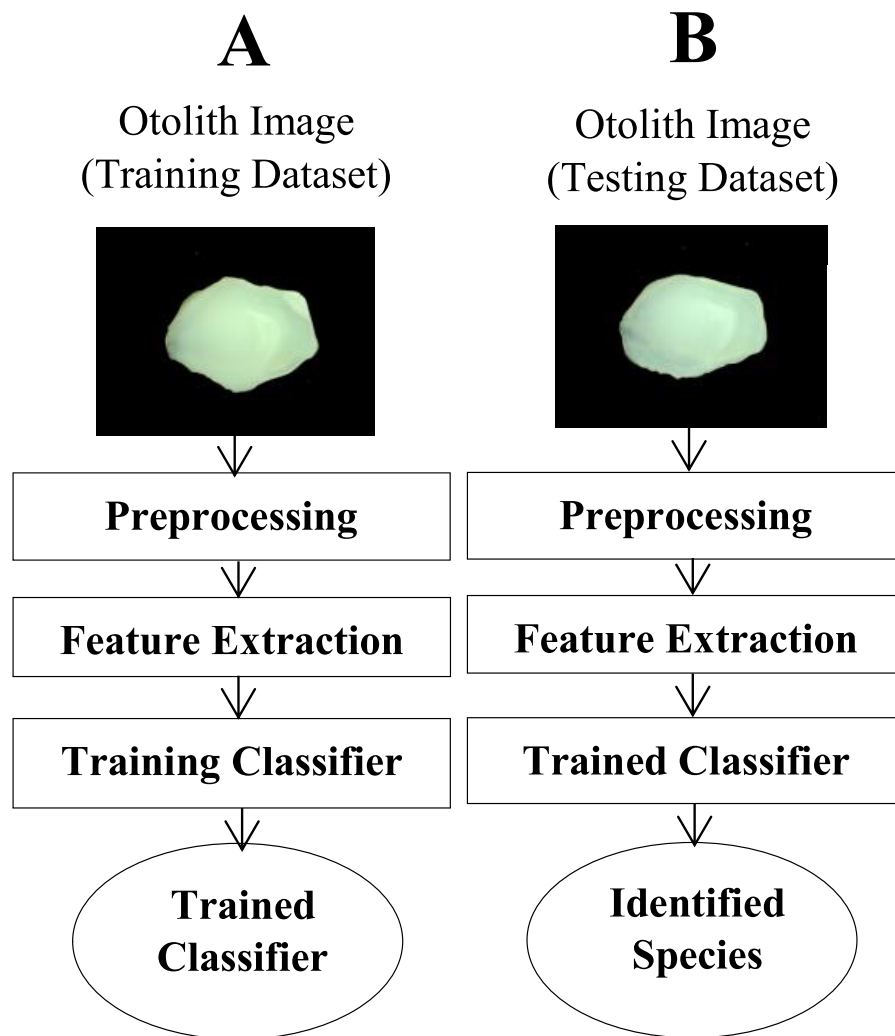 A
Otolith Image
(Training Dataset)
Preprocessing
Feature Extraction
Training Classifier
Trained
Classifier
B
Otolith Image
(Testing Dataset)
Preprocessing
Feature Extraction
Trained Classifier
Identified
Species